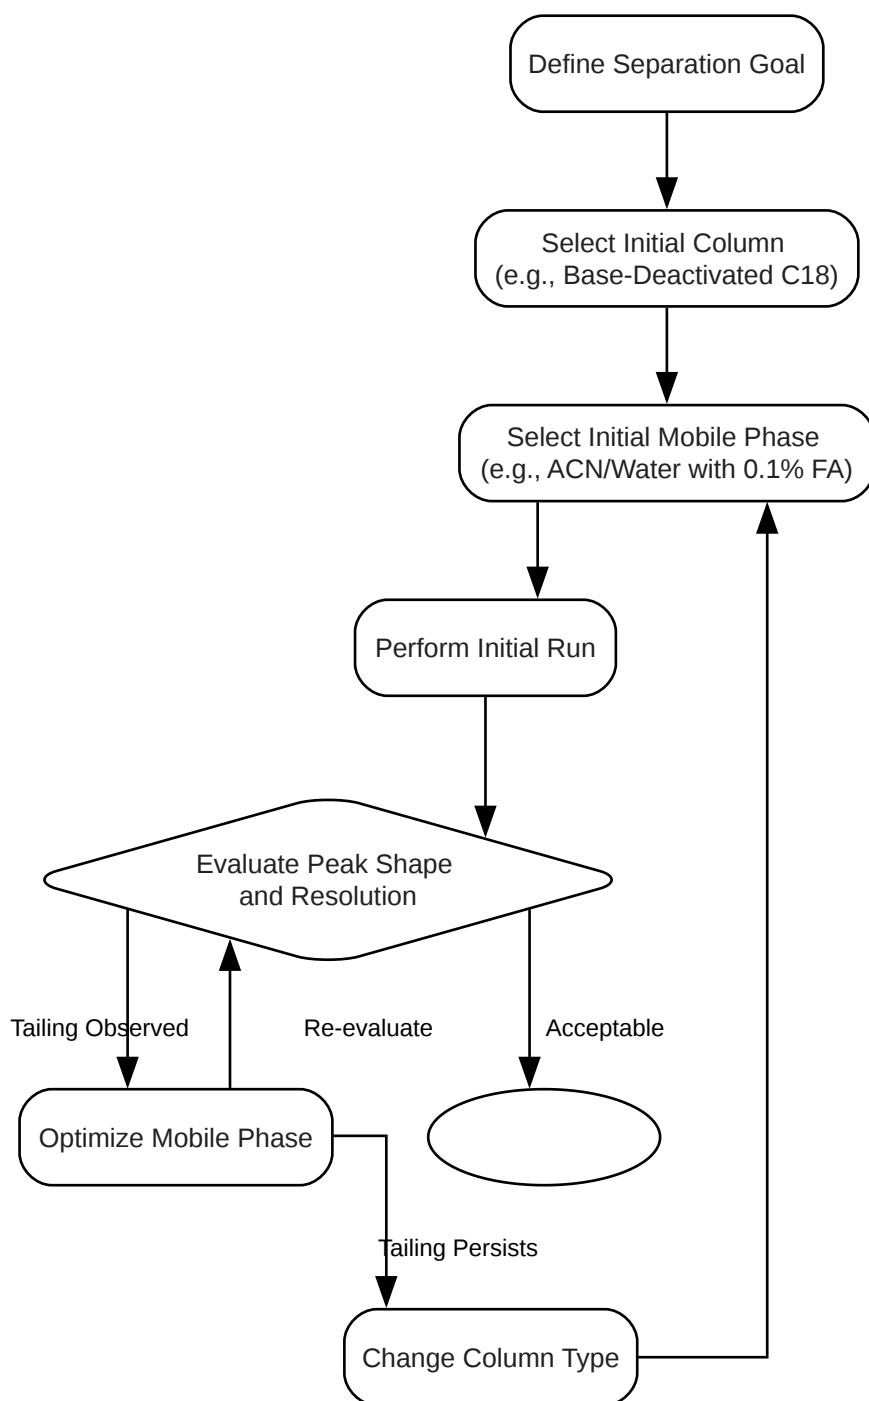 Define Separation Goal
Select Initial Column
(e.g., Base-Deactivated C18)
Select Initial Mobile Phase
(e.g., ACN/Water with 0.1% FA)
Perform Initial Run
Evaluate Peak Shape
and Resolution
Tailing Observed
Re-evaluate
Acceptable
Optimize Mobile Phase
Tailing Persists
Change Column Type